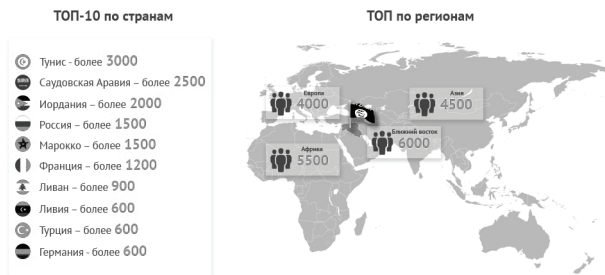 ТОП-10 по странам
Тунис - более 3000
Саудовская Аравия – более 2500
Иордания – более 2000
Россия – более 1500
Марокко – более 1500
Франция – более 1200
Ливан – более 900
Ливия – более 600
Турция – более 600
Германия - более 600
ТОП по регионам
Европа
4000
Азия
4500
Ближний восток
6000
Африка
5500